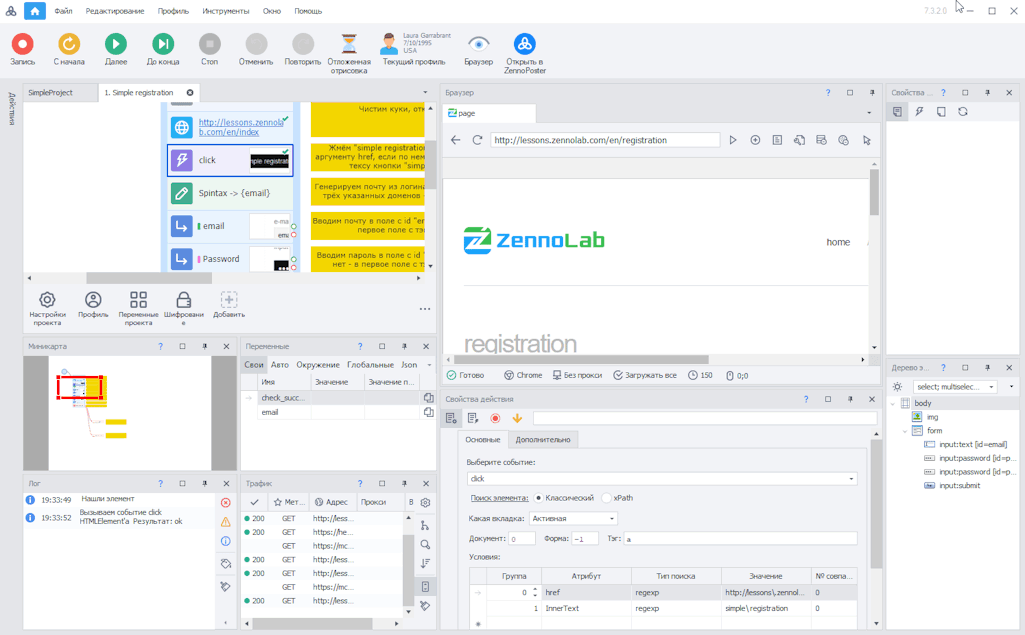 Файл Редактирование Профиль Инструменты Окно Помощь
7.3.2.0
Запись
С начала
Далее
До конца
Стоп
Отменить
Повторить
Отложенная
отрисовка
Laura Garrabrant
7/10/1995
USA
Текущий профиль
Браузер
Открыть в
ZennoPoster
Действия
SimpleProject
1. Simple registration
http://lessons.zennola
b.com/en/index
click
Spintax -> {email}
email
Password
Чистим куки, отк
Жмём "simple registration
аргументу href, если по нем
тексу кнопки "simp
Генерируем почту из логина
трёх указанных доменов
Вводим почту в поле с id "er
первое поле с тэ
Вводим пароль в поле с id
нет - в первое поле с т
Настройки
проекта
Профиль
Переменные
проекта
Шифровани
е
Добавить
Миникарта
Переменные
Свои Авто Окружение Глобальные Json
Имя Значение Значение п...
check_succ...
email
Лог
19:33:49 Нашли элемент
19:33:52 Вызываем событие click
HTMLElement'a Результат: ok
Трафик
Мет... Адрес Прокси В
200 GET http://less...
200 GET https://he...
GET https://mc...
200 GET http://less...
200 GET http://less...
GET https://mc...
200 GET http://less...
Браузер
page
http://lessons.zennolab.com/en/registration
ZennoLab
home
registration
Готово Chrome Без прокси Загружать все 150 0;0
Свойства действия
Основные Дополнительно
Выберите событие:
click
Поиск элемента: Классический xPath
Какая вкладка: Активная
Документ: 0 Форма: -1 Тэг: a
Условия:
Группа Атрибут Тип поиска Значение № совпа...
0 href regexp http://lessons\.zennol... 0
1 InnerText regexp simple\ registration 0
Свойства ...
Дерево э...
select; multiselec...
body
img
form
input:text [id=email]
input:password [id=p...
input:password [id=p...
input:submit